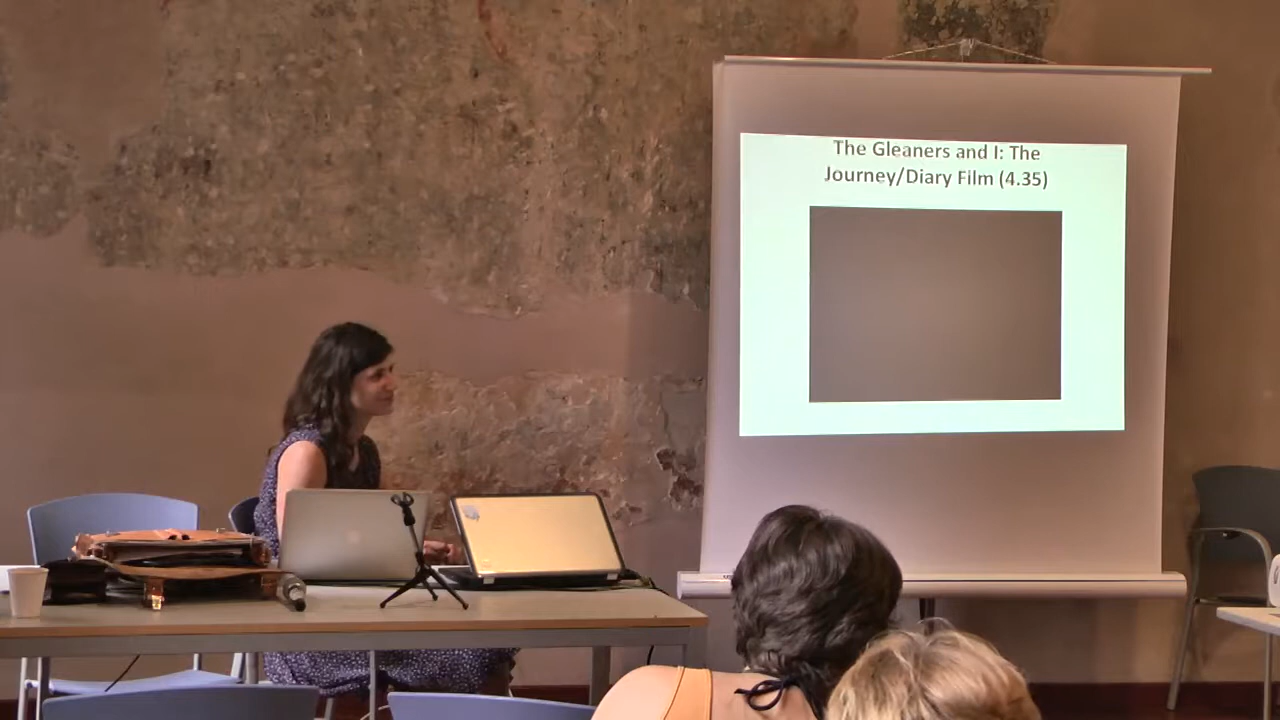 The Gleaners and I: The
Journey/Diary Film (4.35)